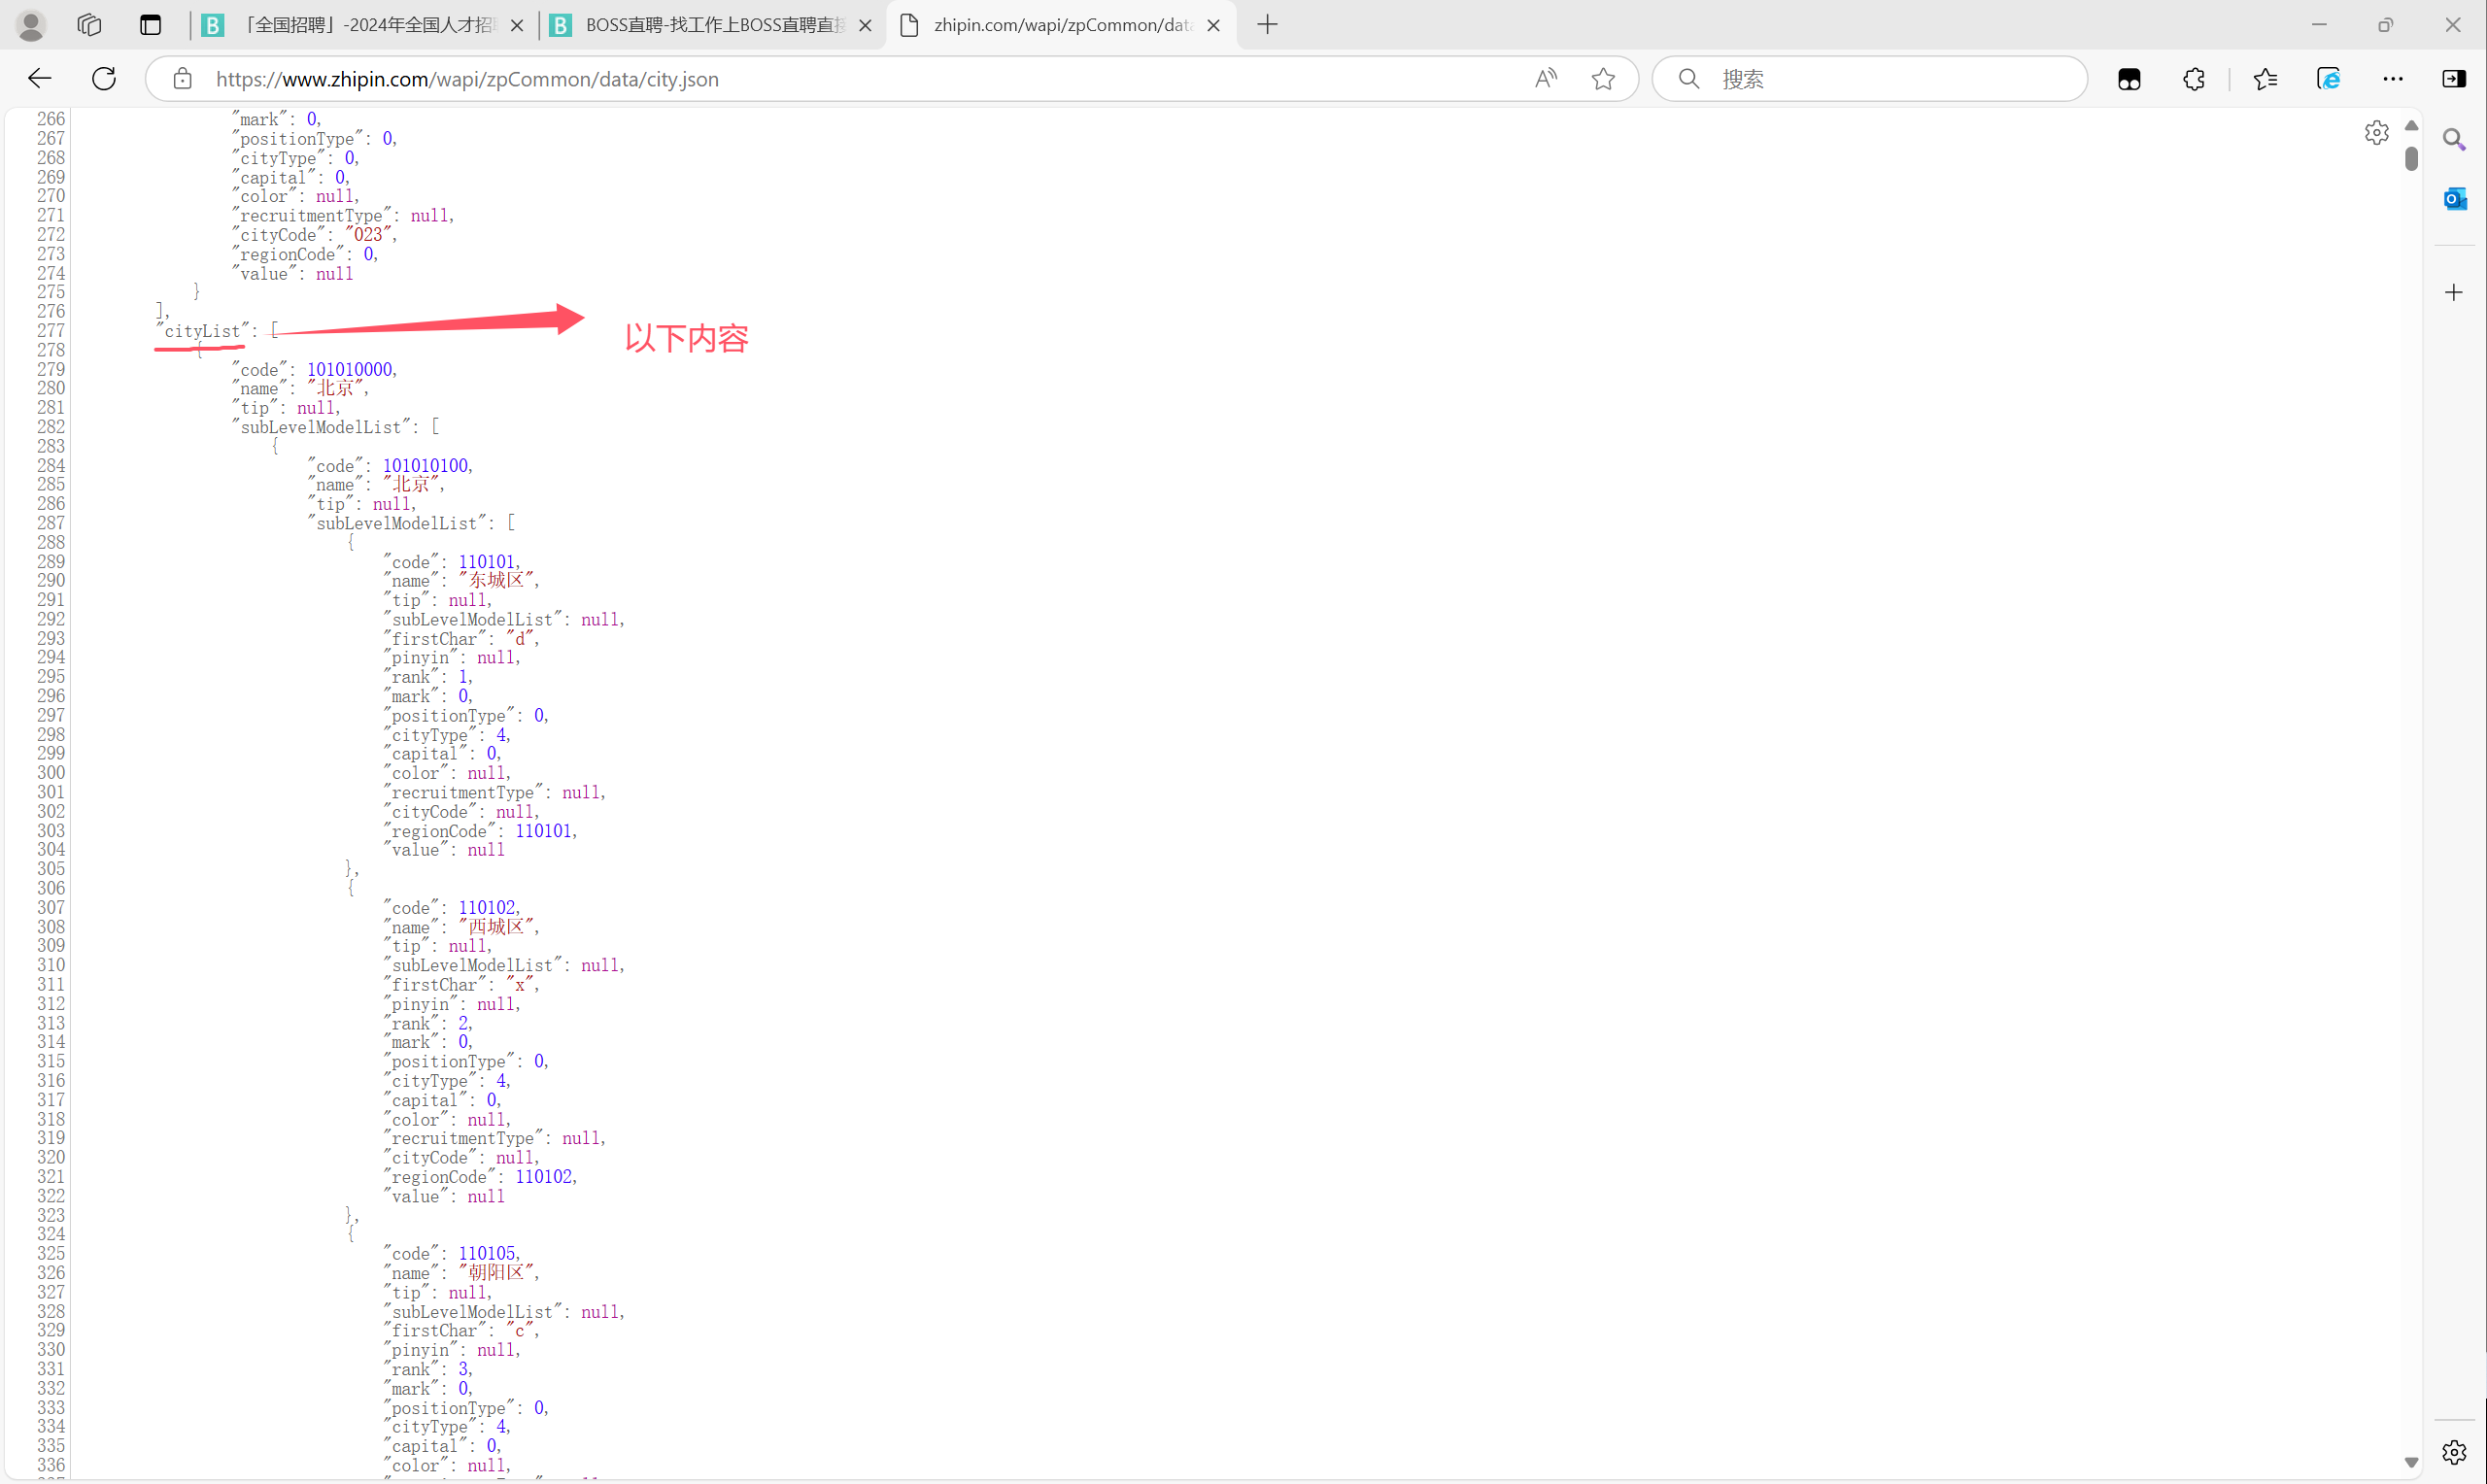 「全国招聘」-2024年全国人才招聘
BOSS直聘-找工作上BOSS直聘直接
zhipin.com/wapi/zpCommon/data
https://www.zhipin.com/wapi/zpCommon/data/city.json
搜索
266 "mark": 0,
267 "positionType": 0,
268 "cityType": 0,
269 "capital": 0,
270 "color": null,
271 "recruitmentType": null,
272 "cityCode": "023",
273 "regionCode": 0,
274 "value": null
275 }
276 ],
277 "cityList": [
以下内容
278 {
279 "code": 101010000,
280 "name": "北京",
281 "tip": null,
282 "subLevelModelList": [
283 {
284 "code": 101010100,
285 "name": "北京",
286 "tip": null,
287 "subLevelModelList": [
288 {
289 "code": 110101,
290 "name": "东城区",
291 "tip": null,
292 "subLevelModelList": null,
293 "firstChar": "d",
294 "pinyin": null,
295 "rank": 1,
296 "mark": 0,
297 "positionType": 0,
298 "cityType": 4,
299 "capital": 0,
300 "color": null,
301 "recruitmentType": null,
302 "cityCode": null,
303 "regionCode": 110101,
304 "value": null
305 },
306 {
307 "code": 110102,
308 "name": "西城区",
309 "tip": null,
310 "subLevelModelList": null,
311 "firstChar": "x",
312 "pinyin": null,
313 "rank": 2,
314 "mark": 0,
315 "positionType": 0,
316 "cityType": 4,
317 "capital": 0,
318 "color": null,
319 "recruitmentType": null,
320 "cityCode": null,
321 "regionCode": 110102,
322 "value": null
323 },
324 {
325 "code": 110105,
326 "name": "朝阳区",
327 "tip": null,
328 "subLevelModelList": null,
329 "firstChar": "c",
330 "pinyin": null,
331 "rank": 3,
332 "mark": 0,
333 "positionType": 0,
334 "cityType": 4,
335 "capital": 0,
336 "color": null,